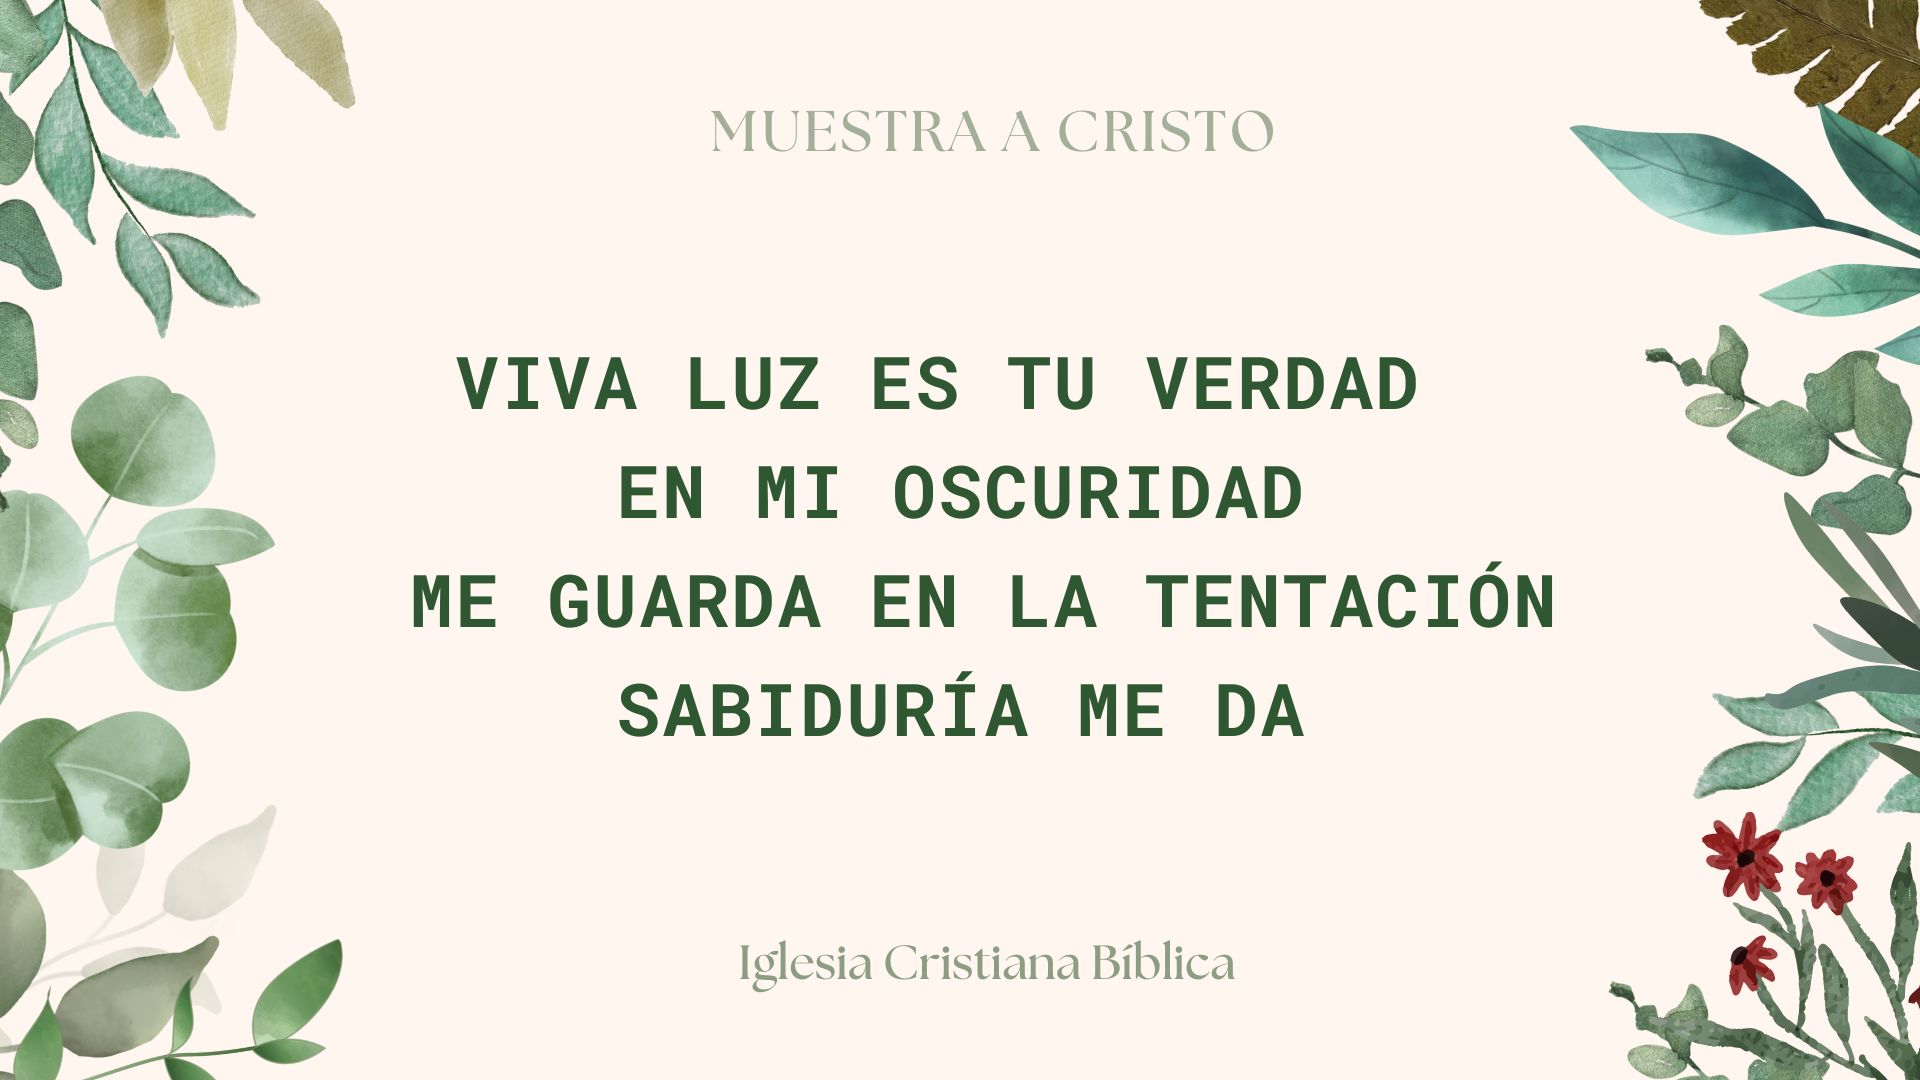 MUESTRA A CRISTO
VIVA LUZ ES TU VERDAD
EN MI OSCURIDAD
ME GUARDA EN LA TENTACIÓN
SABIDURÍA ME DA
Iglesia Cristiana Bíblica